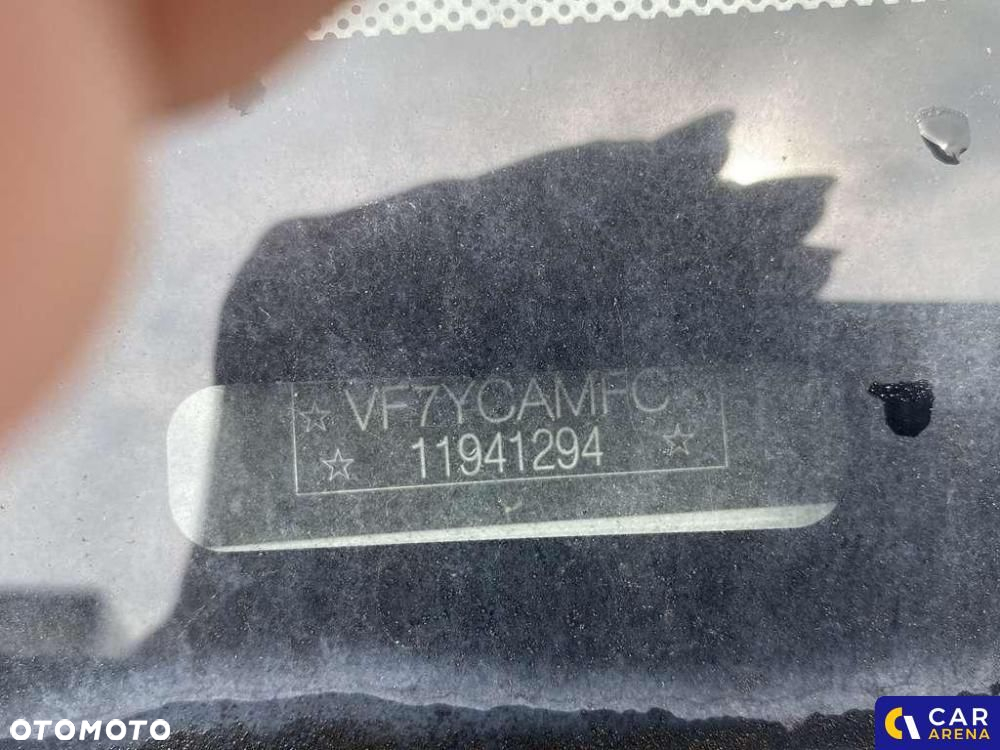 ☆ VF7YCAMFC
☆ 11941294 ☆
OTOMOTO
CAR
ARENA